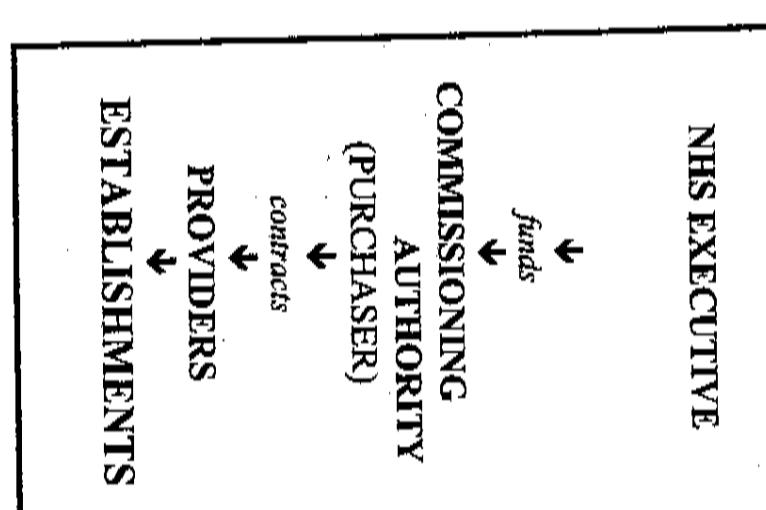 NHS EXECUTIVE
↓
funds
↓
COMMISSIONING
AUTHORITY
(PURCHASER)
↓
contracts
↓
PROVIDERS
↓
ESTABLISHMENTS